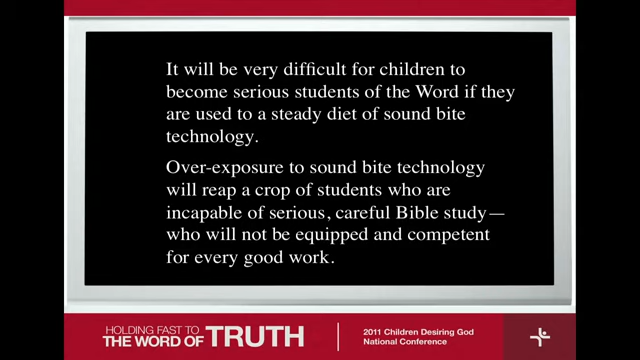 It will be very difficult for children to
become serious students of the Word if they
are used to a steady diet of sound bite
technology.
Over-exposure to sound bite technology
will reap a crop of students who are
incapable of serious, careful Bible study—
who will not be equipped and competent
for every good work.
HOLDING FAST TO
THE WORD OF TRUTH
2011 Children Desiring God
National Conference